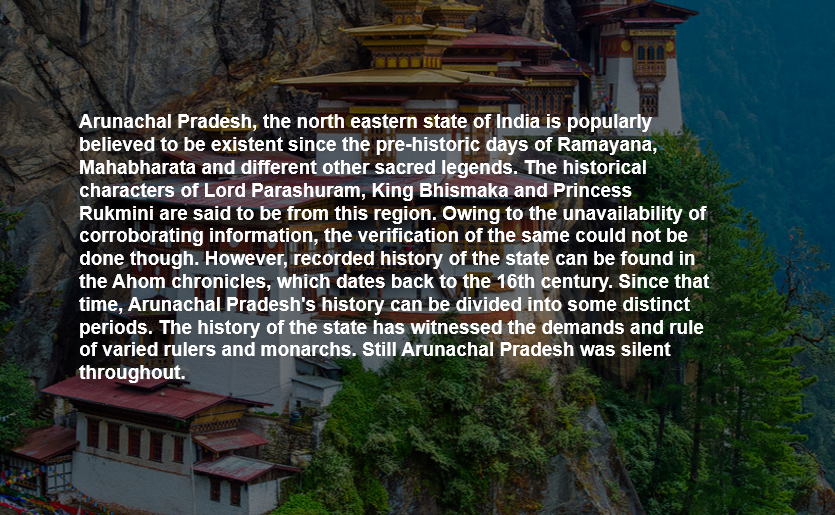 Arunachal Pradesh, the north eastern state of India is popularly
believed to be existent since the pre-historic days of Ramayana,
Mahabharata and different other sacred legends. The historical
characters of Lord Parashuram, King Bhismaka and Princess
Rukmini are said to be from this region. Owing to the unavailability of
corroborating information, the verification of the same could not be
done though. However, recorded history of the state can be found in
the Ahom chronicles, which dates back to the 16th century. Since that
time, Arunachal Pradesh's history can be divided into some distinct
periods. The history of the state has witnessed the demands and rule
of varied rulers and monarchs. Still Arunachal Pradesh was silent
throughout.